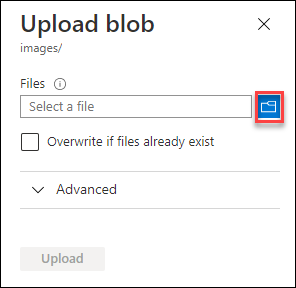 Upload blob
images/
Files
Select a file
Overwrite if files already exist
Advanced
Upload